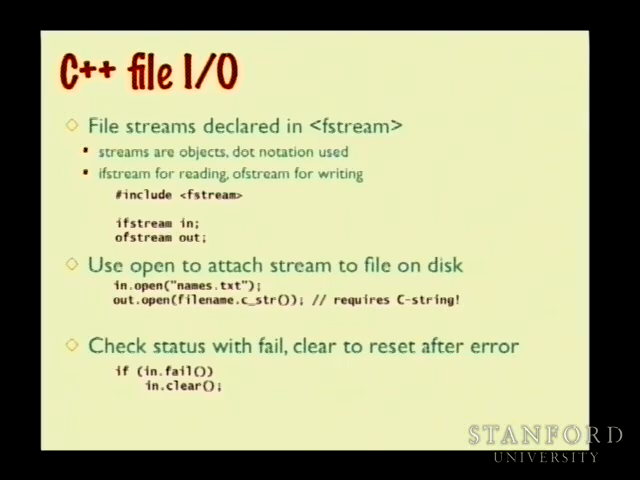 C++ file I/O
File streams declared in <fstream>
streams are objects, dot notation used
ifstream for reading, ofstream for writing
#include <fstream>
ifstream in;
ofstream out;
Use open to attach stream to file on disk
in.open("names.txt");
out.open(filename.c_str()); // requires C-string!
Check status with fail, clear to reset after error
if (in.fail())
in.clear();
STANFORD
UNIVERSITY